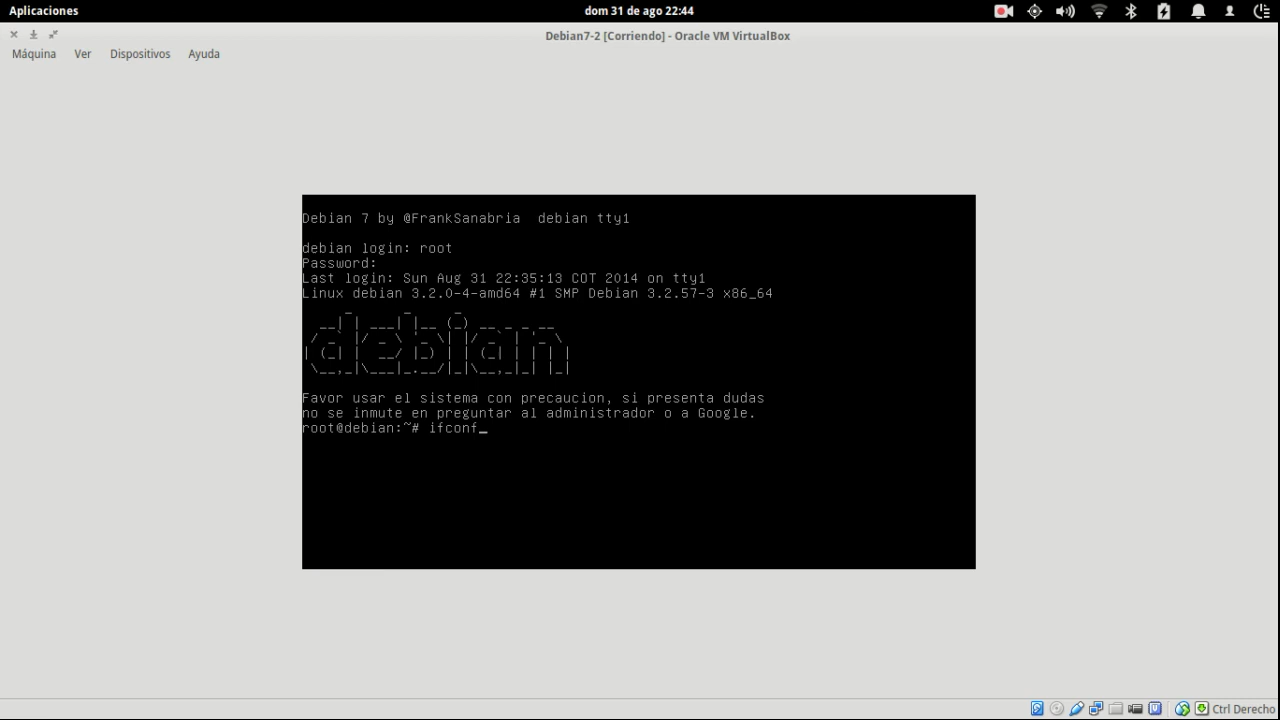 Aplicaciones
dom 31 de ago 22:44
Debian7-2 [Corriendo] - Oracle VM VirtualBox
Máquina Ver Dispositivos Ayuda
Debian 7 by @FrankSanabria  debian tty1
debian login: root
Password:
Last login: Sun Aug 31 22:35:13 COT 2014 on tty1
Linux debian 3.2.0-4-amd64 #1 SMP Debian 3.2.57-3 x86_64
debian
Favor usar el sistema con precaucion, si presenta dudas
no se inmute en preguntar al administrador o a Google.
root@debian:~# ifconf_
Ctrl Derecho